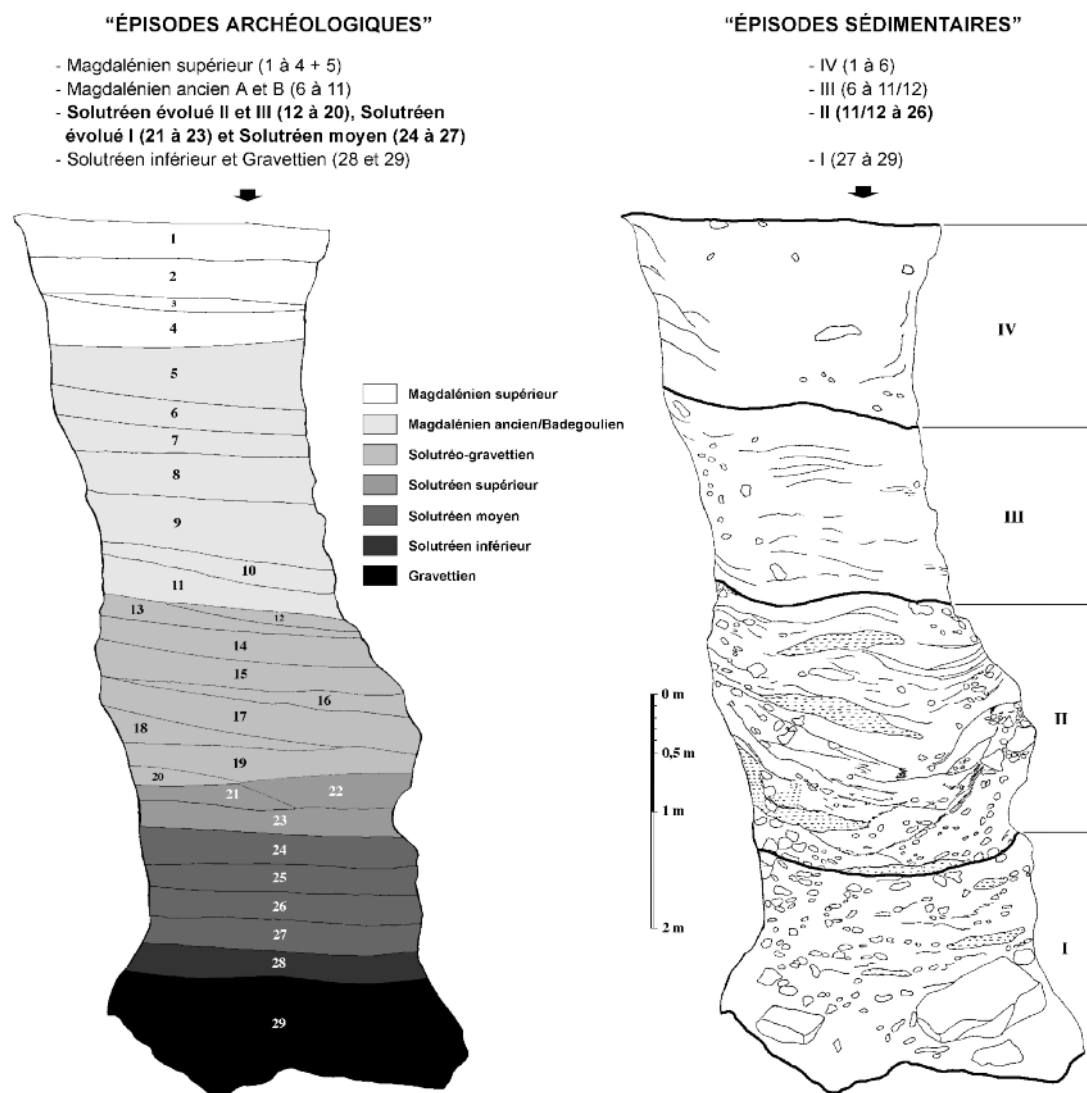 “ÉPISODES ARCHÉOLOGIQUES”
- Magdalénien supérieur (1 à 4 + 5)
- Magdalénien ancien A et B (6 à 11)
- Solutréen évolué II et III (12 à 20), Solutréen
évolué I (21 à 23) et Solutréen moyen (24 à 27)
- Solutréen inférieur et Gravettien (28 et 29)
1
2
3
4
5
6
7
8
9
10
11
12
13
14
15
16
17
18
19
20
21
22
23
24
25
26
27
28
29
Magdalénien supérieur
Magdalénien ancien/Badegoulien
Solutréo-gravettien
Solutréen supérieur
Solutréen moyen
Solutréen inférieur
Gravettien
“ÉPISODES SÉDIMENTAIRES”
- IV (1 à 6)
- III (6 à 11/12)
- II (11/12 à 26)
- I (27 à 29)
IV
III
II
I
0 m
0,5 m
1 m
2 m